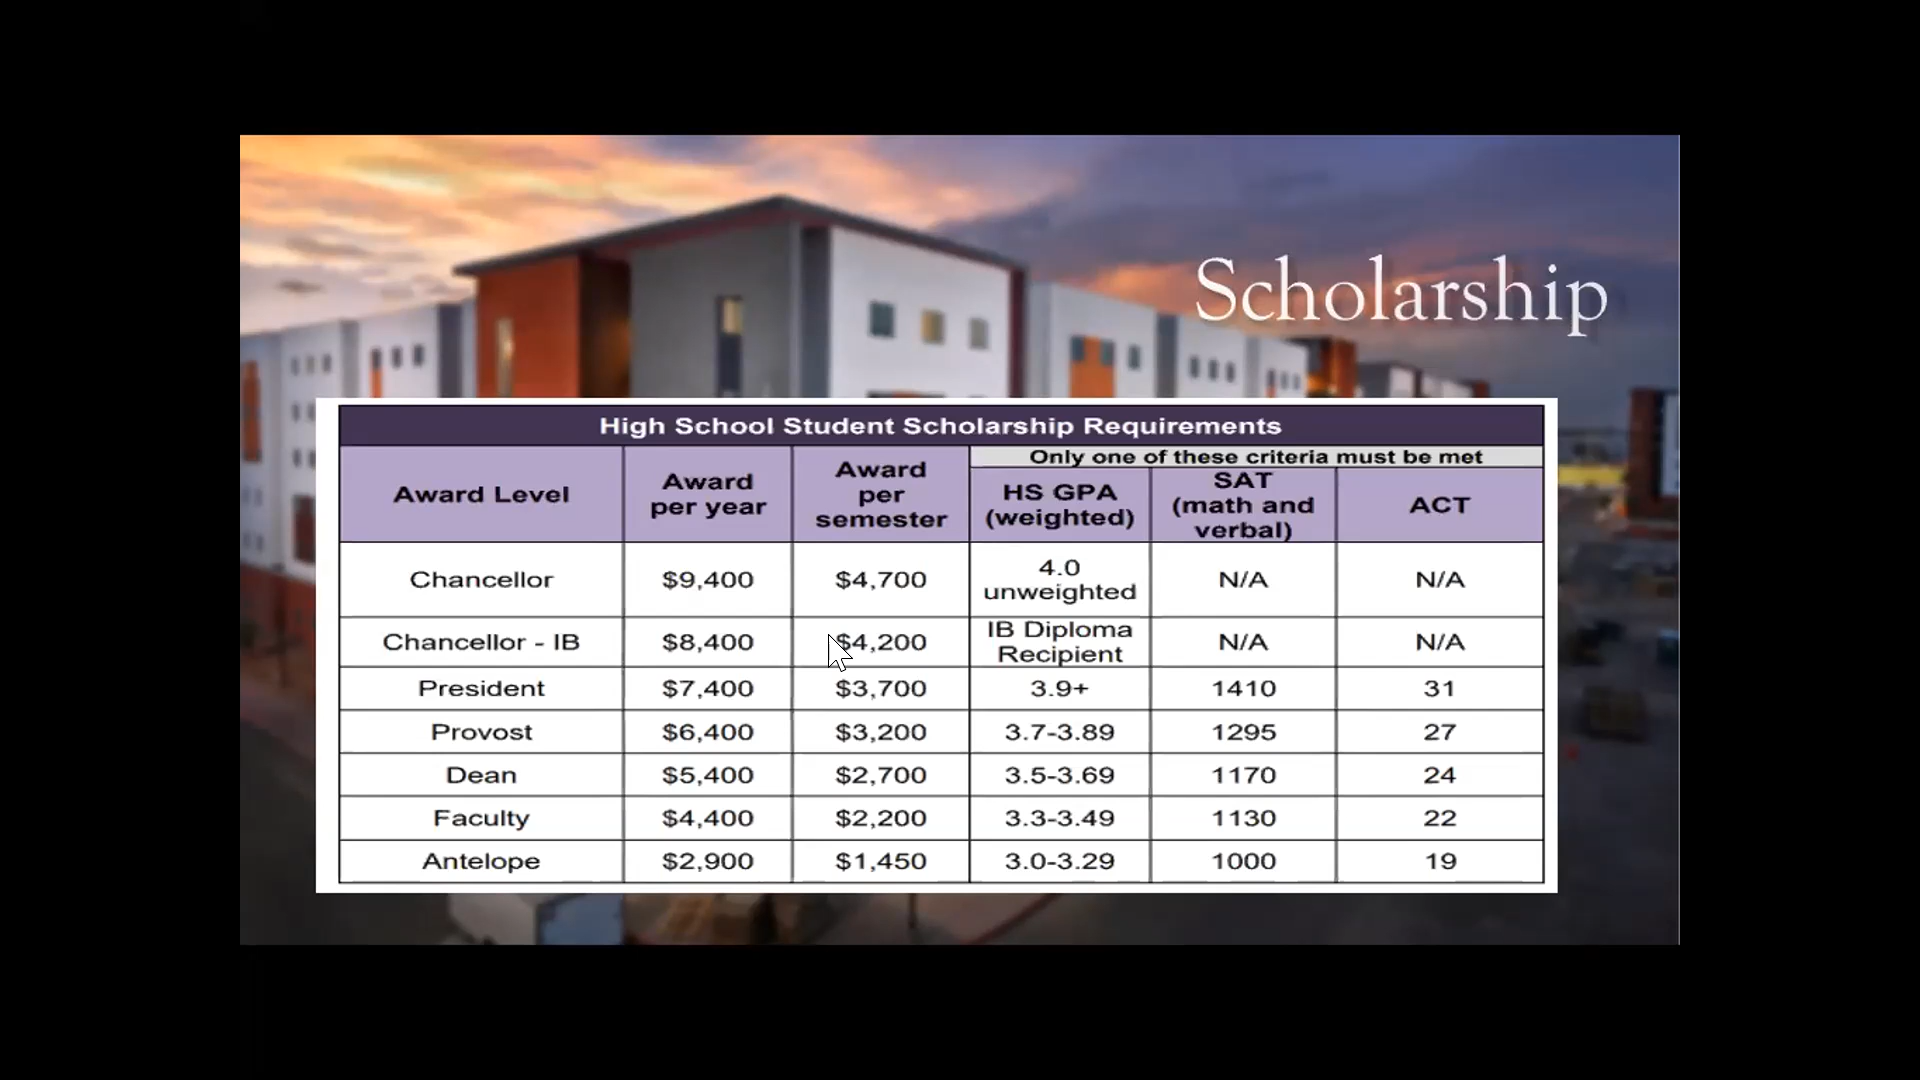 Scholarship
High School Student Scholarship Requirements
Only one of these criteria must be met
Award Level
Award
per year
Award
per
semester
HS GPA
(weighted)
SAT
(math and
verbal)
ACT
Chancellor $9,400 $4,700 4.0
unweighted N/A N/A
Chancellor - IB $8,400 $4,200 IB Diploma
Recipient N/A N/A
President $7,400 $3,700 3.9+ 1410 31
Provost $6,400 $3,200 3.7-3.89 1295 27
Dean $5,400 $2,700 3.5-3.69 1170 24
Faculty $4,400 $2,200 3.3-3.49 1130 22
Antelope $2,900 $1,450 3.0-3.29 1000 19